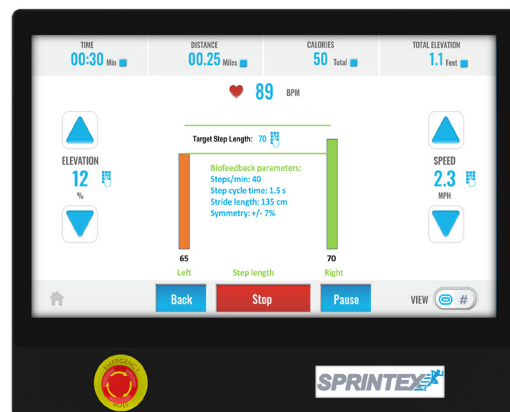 TIME DISTANCE CALORIES TOTAL ELEVATION
00:30 Min 00.25 Miles 50 Total 1.1 Feet
89 BPM
Target Step Length: 70
ELEVATION
12
%
Biofeedback parameters:
Steps/min: 40
Step cycle time: 1.5 s
Stride length: 135 cm
Symmetry: +/- 7%
SPEED
2.3
MPH
65 70
Left Step length Right
Back Stop Pause VIEW #
EMERGENCY
SPRINTEX